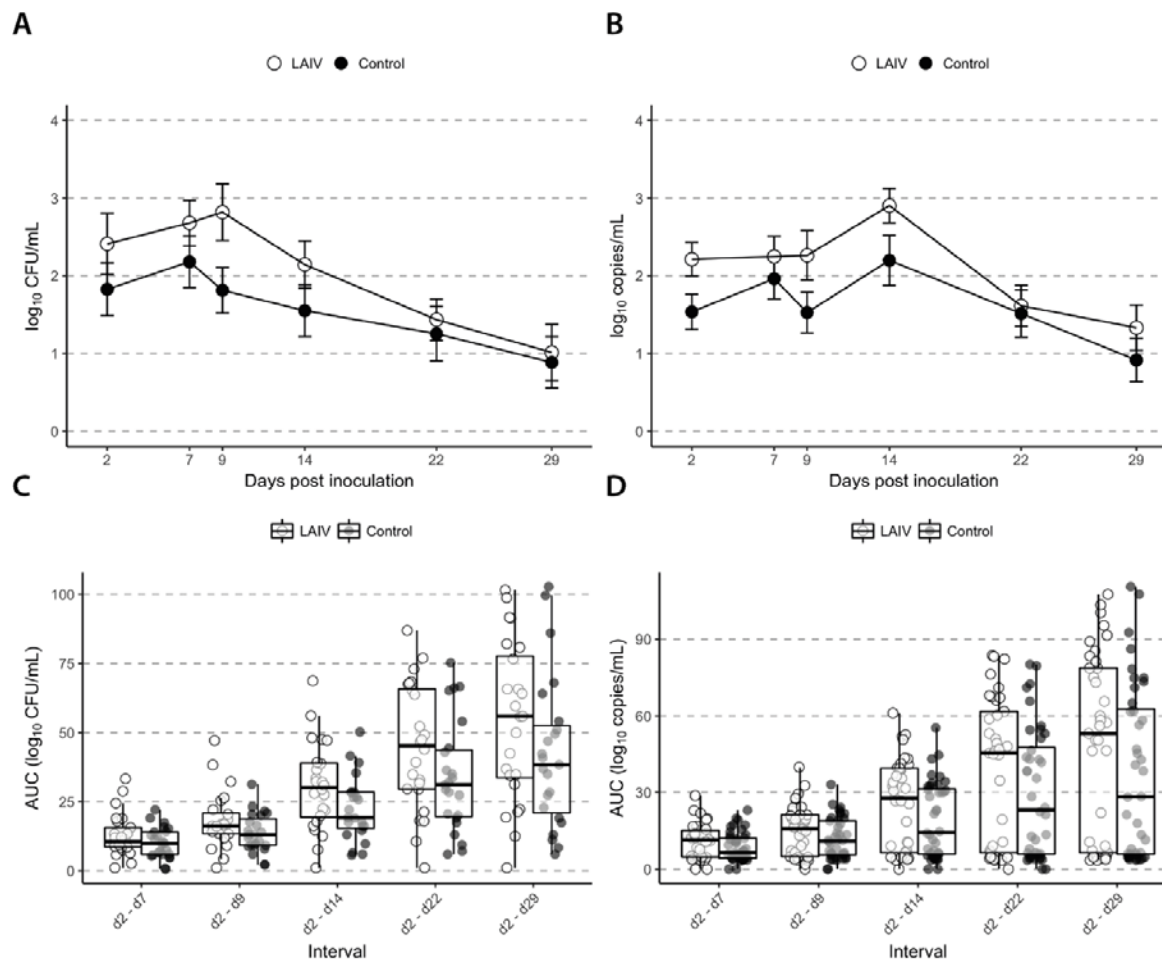 A
LAIV Control
4
3
2
1
0
log10 CFU/mL
2 7 9 14 22 29
Days post inoculation
B
LAIV Control
4
3
2
1
0
log10 copies/mL
2 7 9 14 22 29
Days post inoculation
C
LAIV Control
100
75
50
25
0
AUC (log10 CFU/mL)
d2 - d7 d2 - d9 d2 - d14 d2 - d22 d2 - d29
Interval
D
LAIV Control
90
60
30
0
AUC (log10 copies/mL)
d2 - d7 d2 - d9 d2 - d14 d2 - d22 d2 - d29
Interval